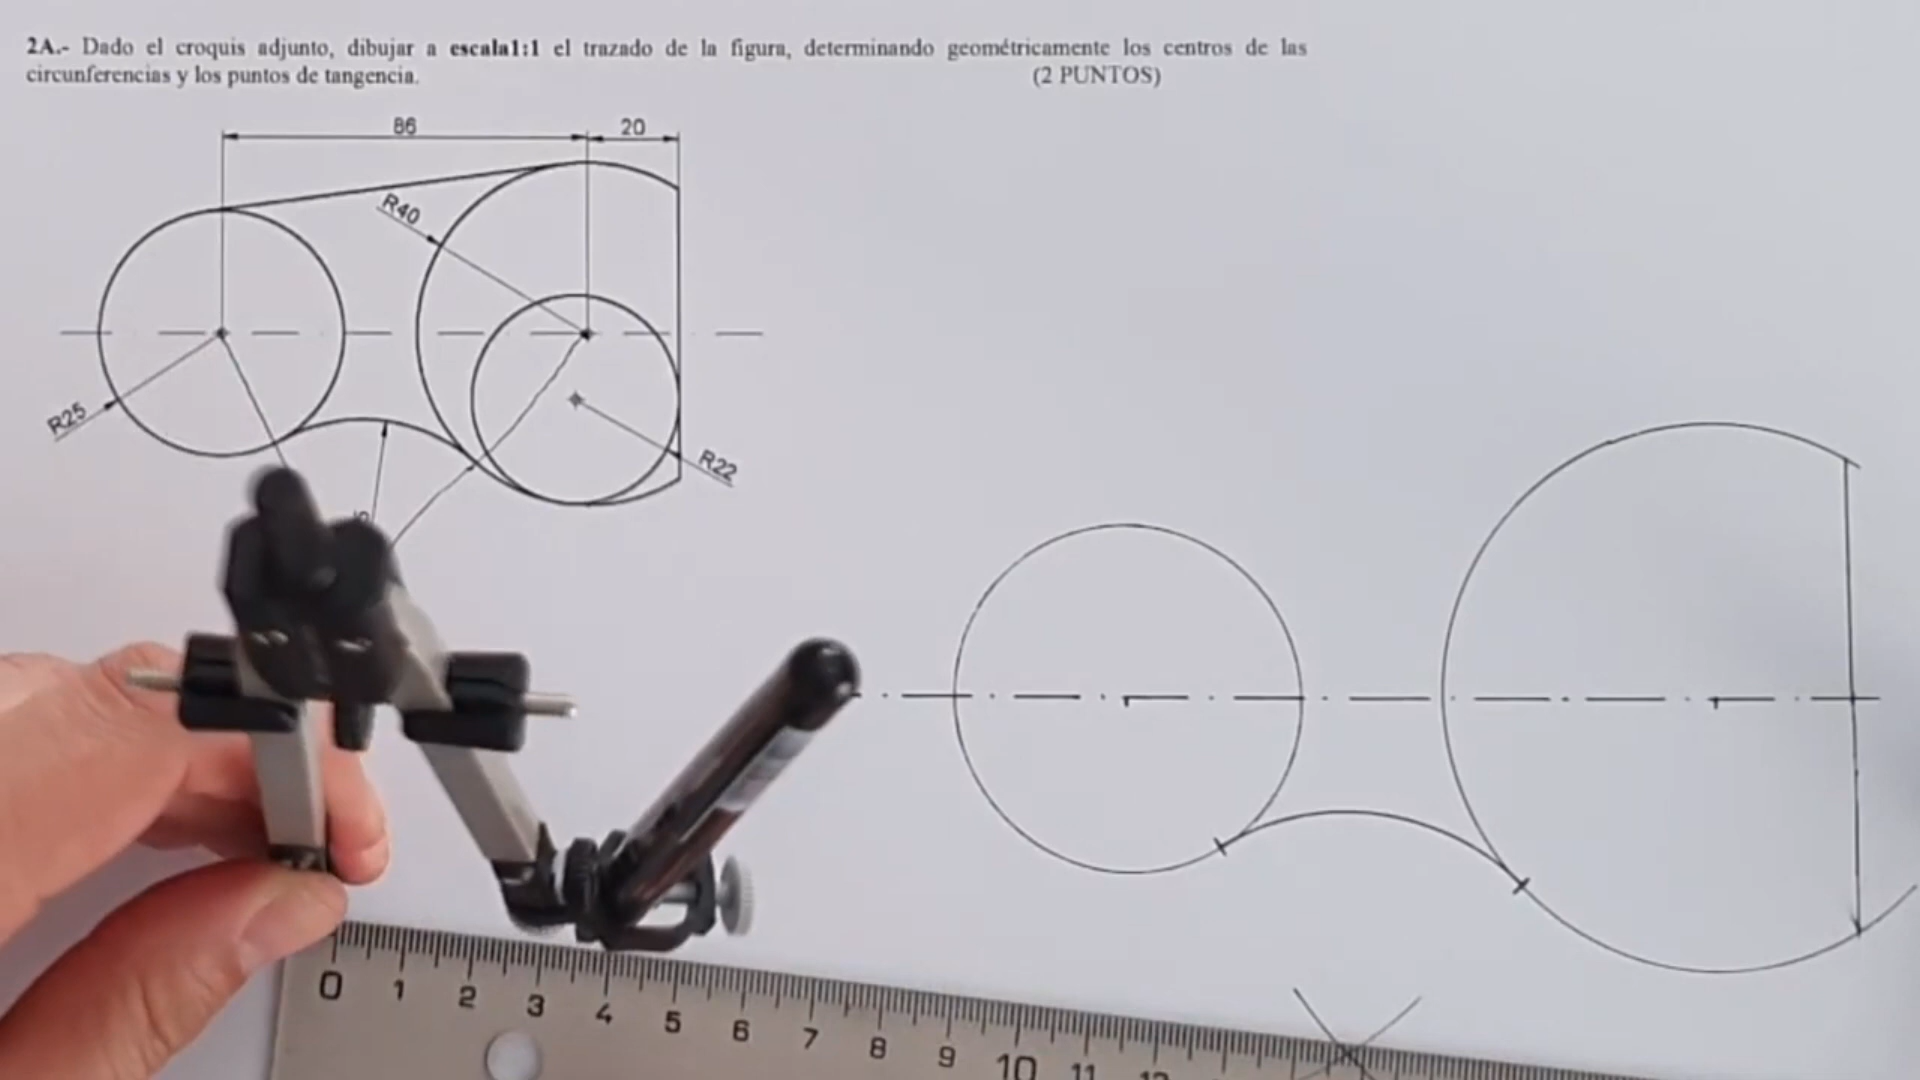 2A.- Dado el croquis adjunto, dibujar a escala1:1 el trazado de la figura, determinando geométricamente los centros de las
circunferencias y los puntos de tangencia. (2 PUNTOS)
86
20
R40
R25
R22
0 1 2 3 4 5 6 7 8 9 10 11